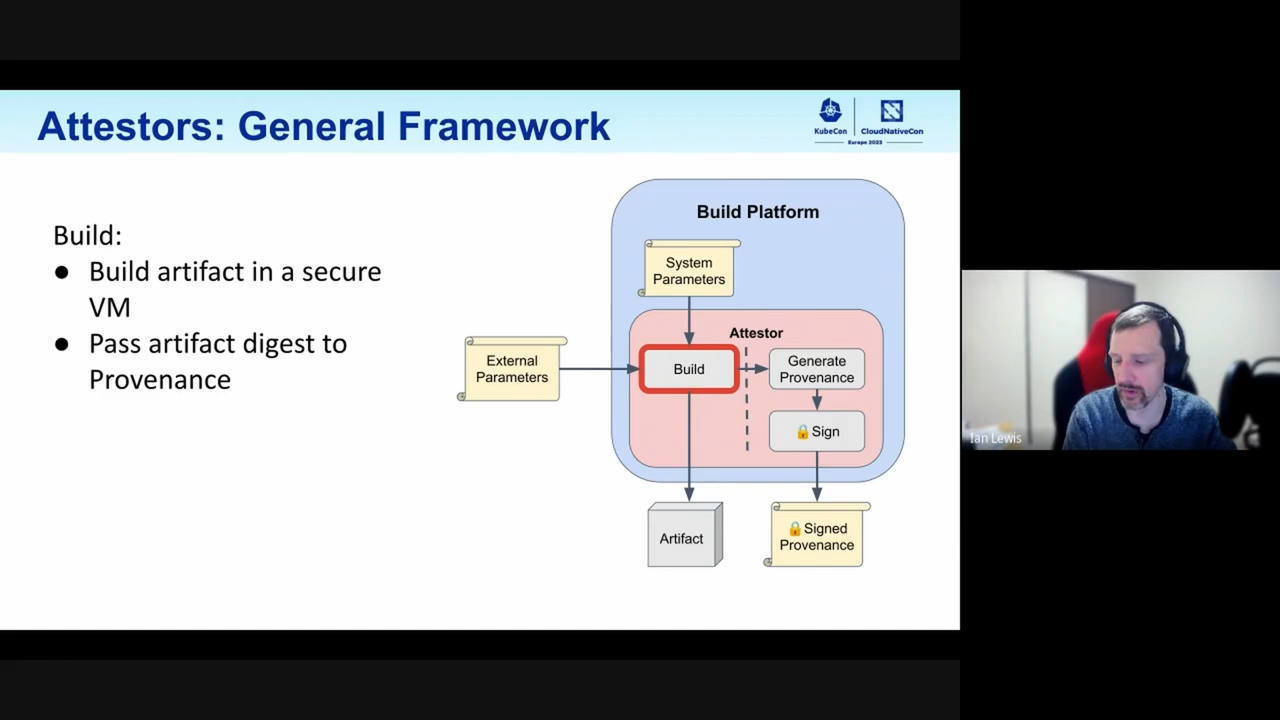 Attestors: General Framework
KubeCon
CloudNativeCon
Europe 2023
Build:
● Build artifact in a secure
VM
● Pass artifact digest to
Provenance
Build Platform
System
Parameters
Attestor
External
Parameters
Build
Generate
Provenance
🔒Sign
Artifact
🔒Signed
Provenance
Ian Lewis